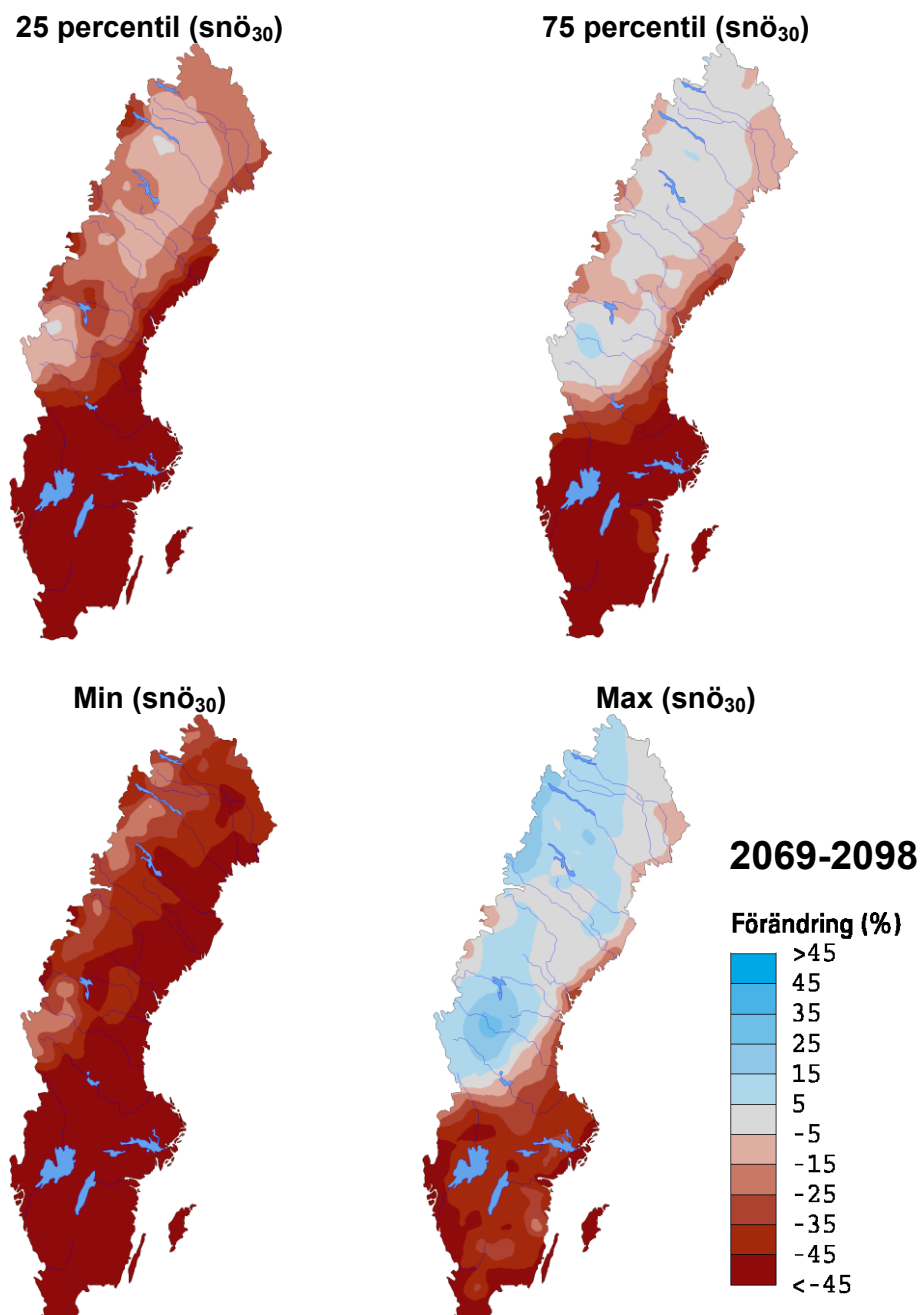 25 percentil (snö₃₀)
75 percentil (snö₃₀)
Min (snö₃₀)
Max (snö₃₀)
2069-2098
Förändring (%)
>45
45
35
25
15
5
-5
-15
-25
-35
-45
<-45